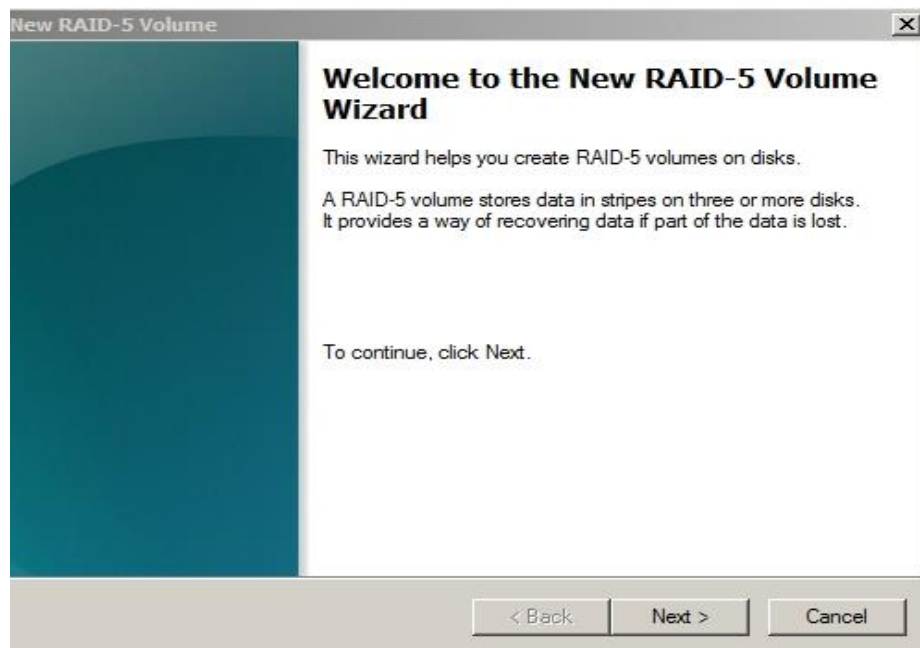 New RAID-5 Volume
Welcome to the New RAID-5 Volume
Wizard
This wizard helps you create RAID-5 volumes on disks.
A RAID-5 volume stores data in stripes on three or more disks.
It provides a way of recovering data if part of the data is lost.
To continue, click Next.
< Back Next > Cancel